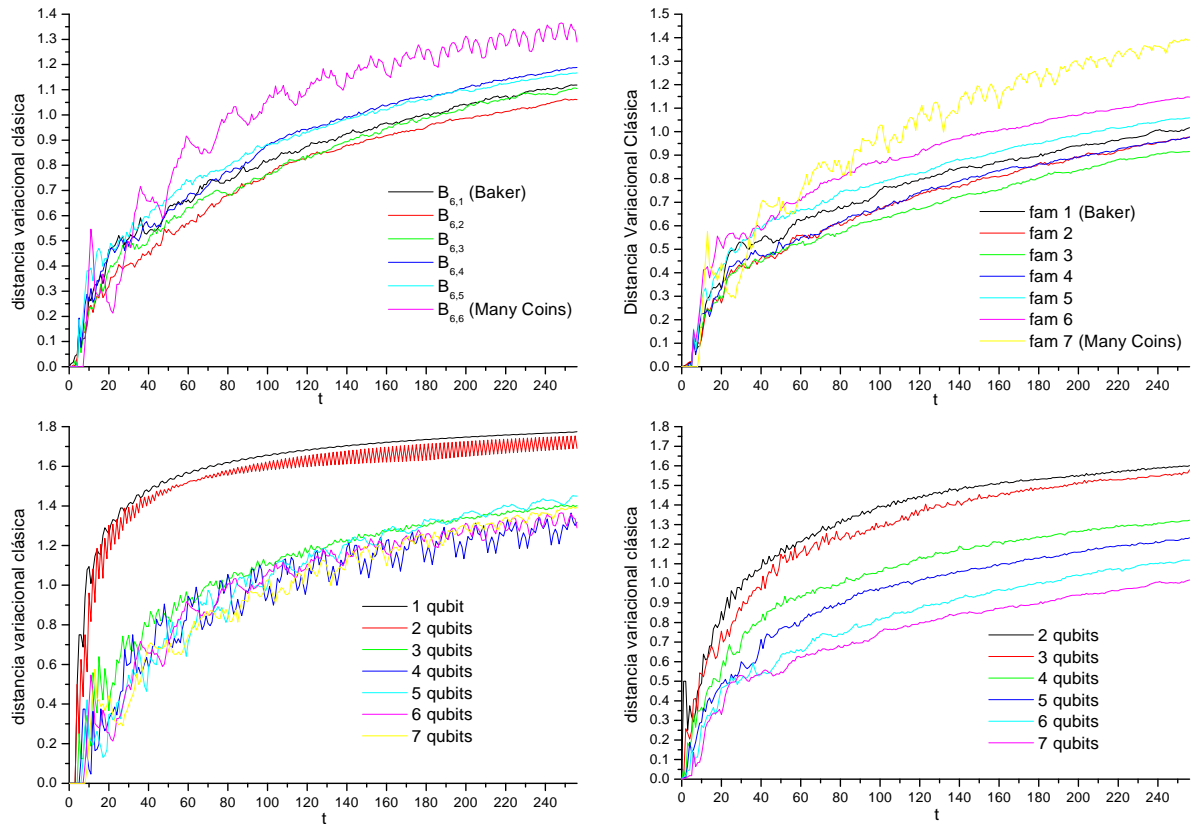 distancia variacional clásica
1.4
1.3
1.2
1.1
1.0
0.9
0.8
0.7
0.6
0.5
0.4
0.3
0.2
0.1
0.0
B6,1 (Baker)
B6,2
B6,3
B6,4
B6,5
B6,6 (Many Coins)
0 20 40 60 80 100 120 140 160 180 200 220 240
t
Distancia Variacional Clásica
1.5
1.4
1.3
1.2
1.1
1.0
0.9
0.8
0.7
0.6
0.5
0.4
0.3
0.2
0.1
0.0
fam 1 (Baker)
fam 2
fam 3
fam 4
fam 5
fam 6
fam 7 (Many Coins)
0 20 40 60 80 100 120 140 160 180 200 220 240
t
distancia variacional clásica
1.8
1.6
1.4
1.2
1.0
0.8
0.6
0.4
0.2
0.0
1 qubit
2 qubits
3 qubits
4 qubits
5 qubits
6 qubits
7 qubits
0 20 40 60 80 100 120 140 160 180 200 220 240
t
distancia variacional clásica
1.8
1.7
1.6
1.5
1.4
1.3
1.2
1.1
1.0
0.9
0.8
0.7
0.6
0.5
0.4
0.3
0.2
0.1
0.0
2 qubits
3 qubits
4 qubits
5 qubits
6 qubits
7 qubits
0 20 40 60 80 100 120 140 160 180 200 220 240
t